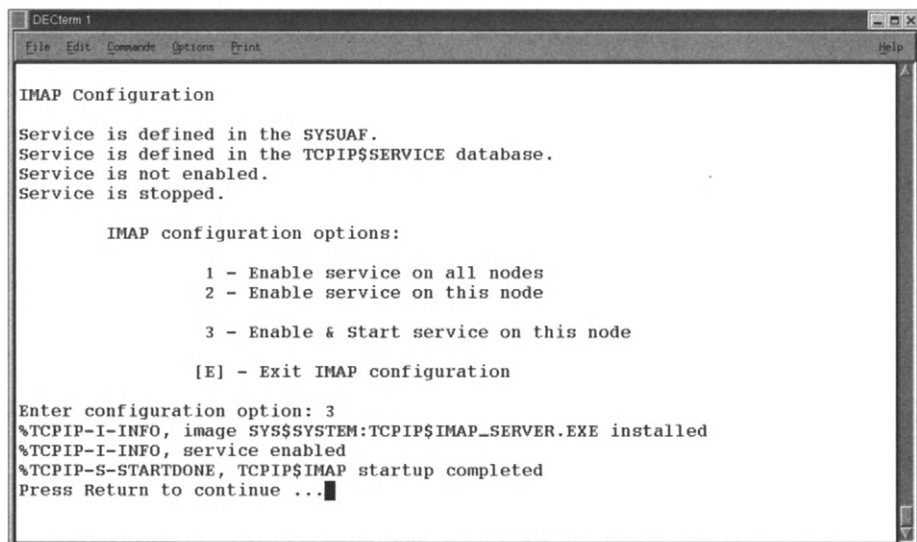 DECterm 1
File Edit Commands Options Print Help
IMAP Configuration
Service is defined in the SYSUAF.
Service is defined in the TCPIP$SERVICE database.
Service is not enabled.
Service is stopped.
IMAP configuration options:
1 - Enable service on all nodes
2 - Enable service on this node
3 - Enable & Start service on this node
[E] - Exit IMAP configuration
Enter configuration option: 3
%TCPIP-I-INFO, image SYS$SYSTEM:TCPIP$IMAP_SERVER.EXE installed
%TCPIP-I-INFO, service enabled
%TCPIP-S-STARTDONE, TCPIP$IMAP startup completed
Press Return to continue ...